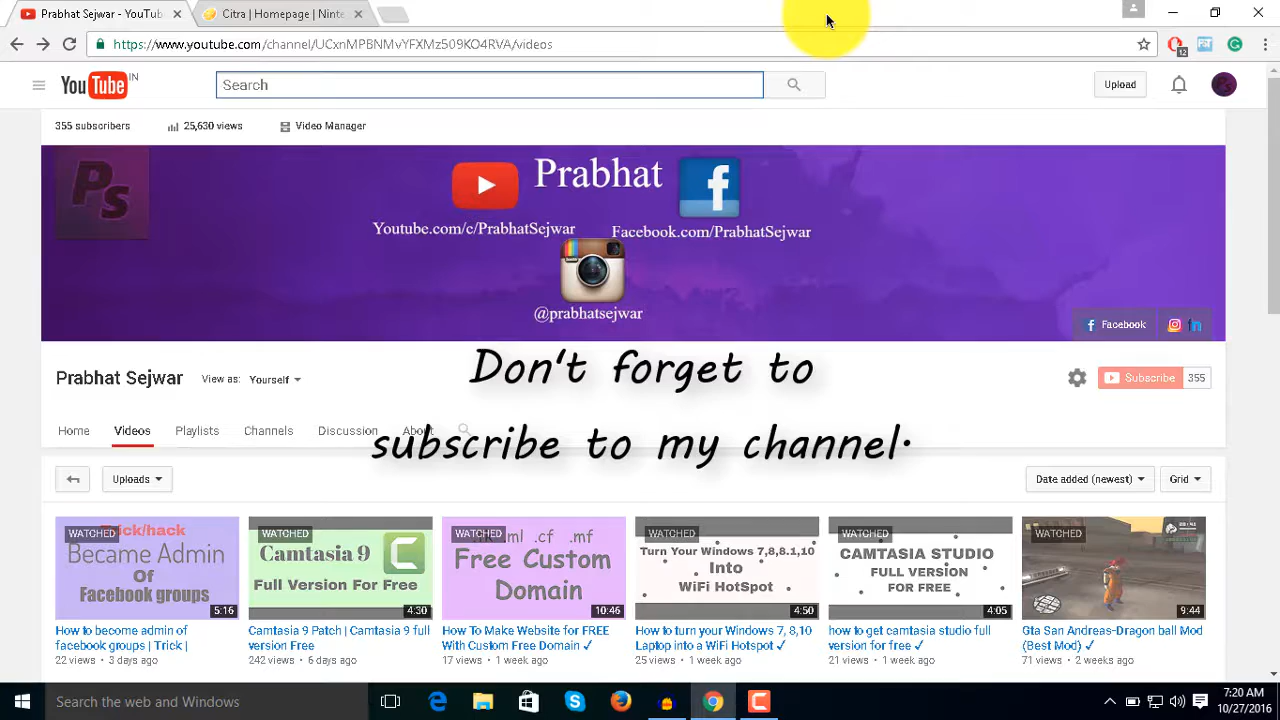 Prabhat Sejwar - YouTu
Citra | Homepage | Ninte
https://www.youtube.com/channel/UCxnMPBNMvYFXMz509KO4RVA/videos
12
YouTube IN
Search
Upload
355 subscribers
25,630 views
Video Manager
Ps
Prabhat
Youtube.com/c/PrabhatSejwar
Facebook.com/PrabhatSejwar
@prabhatsejwar
Facebook
Don't forget to
subscribe to my channel.
Prabhat Sejwar
View as: Yourself
Subscribe 355
Home
Videos
Playlists
Channels
Discussion
About
Uploads
Date added (newest)
Grid
WATCHED
Trick/hack
Became Admin
Of
Facebook groups
5:16
How to become admin of
facebook groups | Trick |
22 views • 3 days ago
WATCHED
Camtasia 9
Full Version For Free
4:30
Camtasia 9 Patch | Camtasia 9 full
version Free
242 views • 6 days ago
WATCHED
.cf .mf
Free Custom
Domain
10:46
How To Make Website for FREE
With Custom Free Domain ✓
17 views • 1 week ago
WATCHED
Turn Your Windows 7,8,8.1,10
Into
WiFi HotSpot
4:50
How to turn your Windows 7, 8,10
Laptop into a WiFi Hotspot ✓
25 views • 1 week ago
WATCHED
CAMTASIA STUDIO
FULL VERSION
FOR FREE
4:05
how to get camtasia studio full
version for free ✓
21 views • 1 week ago
WATCHED
9:44
Gta San Andreas-Dragon ball Mod
(Best Mod) ✓
71 views • 2 weeks ago
Search the web and Windows
7:20 AM
10/27/2016